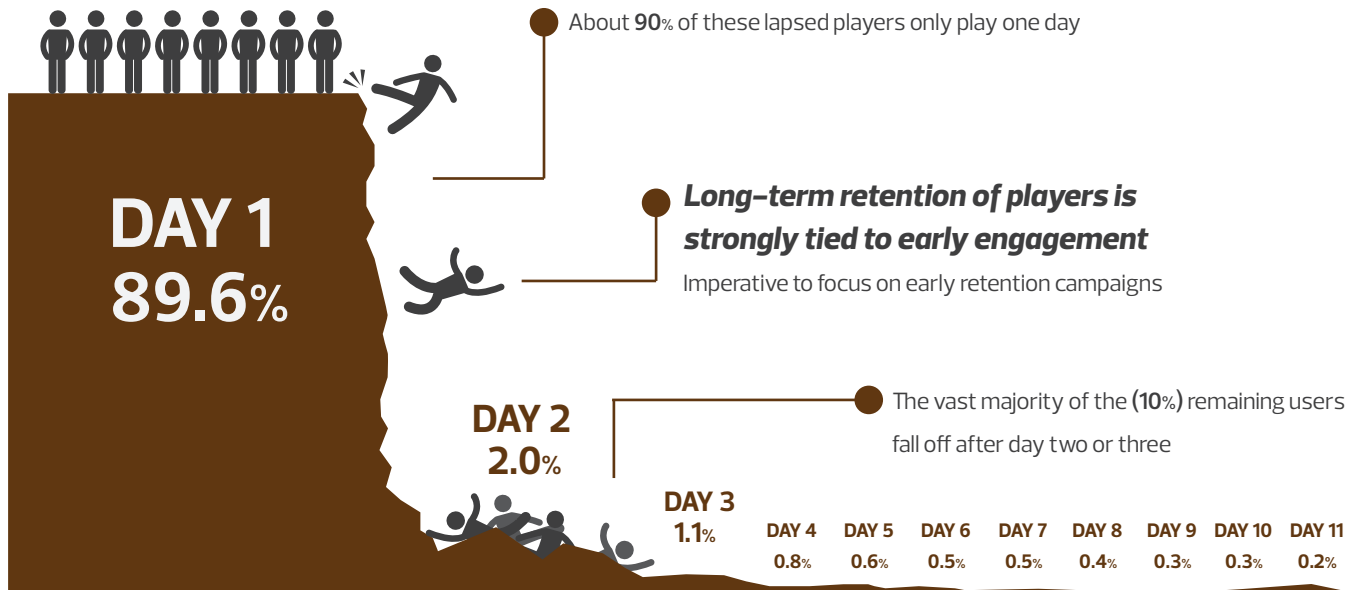 About 90% of these lapsed players only play one day
DAY 1
89.6%
Long-term retention of players is
strongly tied to early engagement
Imperative to focus on early retention campaigns
The vast majority of the (10%) remaining users
fall off after day two or three
DAY 2
2.0%
DAY 3
1.1%
DAY 4
0.8%
DAY 5
0.6%
DAY 6
0.5%
DAY 7
0.5%
DAY 8
0.4%
DAY 9
0.3%
DAY 10
0.3%
DAY 11
0.2%